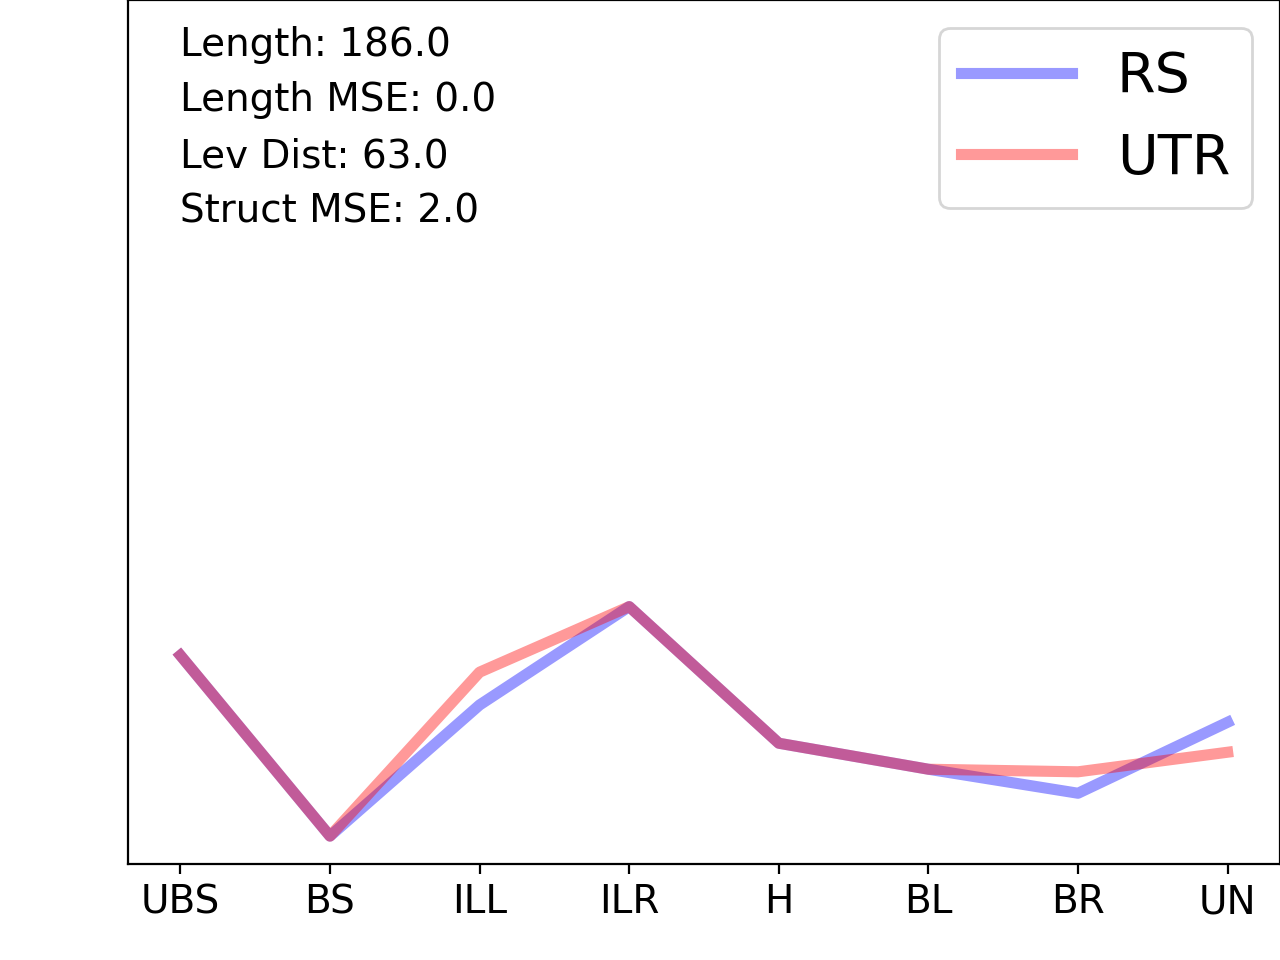 Length: 186.0
Length MSE: 0.0
Lev Dist: 63.0
Struct MSE: 2.0
RS
UTR
UBS BS ILL ILR H BL BR UN